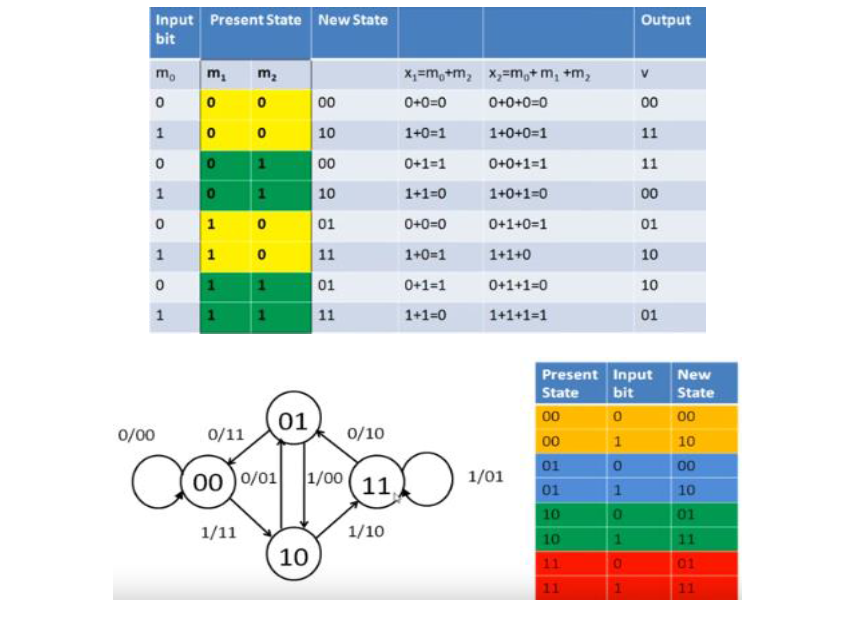 Input bit Present State New State Output
m₀ m₁ m₂ x₁=m₀+m₂ x₂=m₀+ m₁ +m₂ v
0 0 0 00 0+0=0 0+0+0=0 00
1 0 0 10 1+0=1 1+0+0=1 11
0 0 1 00 0+1=1 0+0+1=1 11
1 0 1 10 1+1=0 1+0+1=0 00
0 1 0 01 0+0=0 0+1+0=1 01
1 1 0 11 1+0=1 1+1+0 10
0 1 1 01 0+1=1 0+1+1=0 10
1 1 1 11 1+1=0 1+1+1=1 01
01
0/00 0/11 0/10
00 0/01 1/00 11 1/01
1/11 1/10
10
Present State Input bit New State
00 0 00
00 1 10
01 0 00
01 1 10
10 0 01
10 1 11
11 0 01
11 1 11